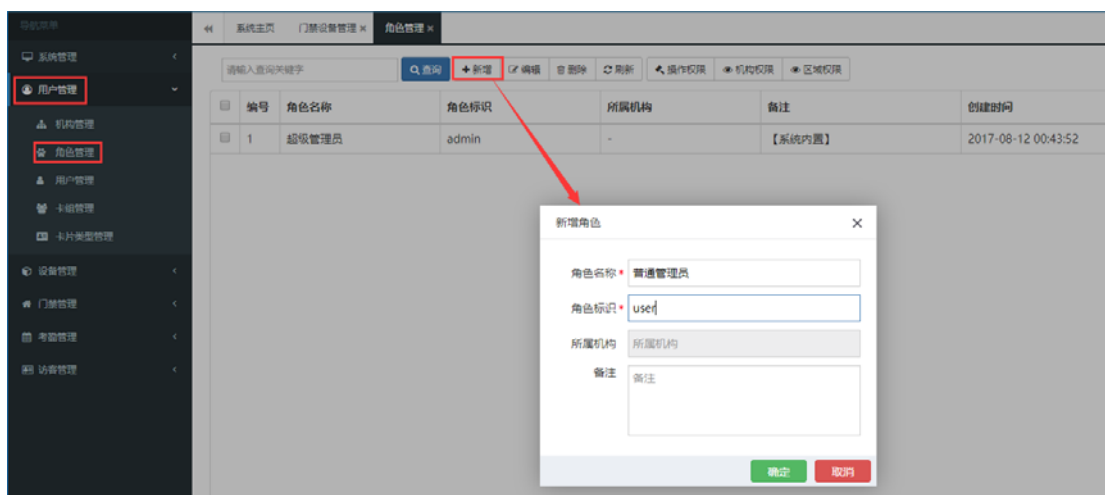 导航菜单
系统主页 门禁设备管理 角色管理
系统管理
用户管理
机构管理
角色管理
用户管理
卡组管理
卡片类型管理
设备管理
门禁管理
考勤管理
访客管理
请输入查询关键字 查询 新增 编辑 删除 刷新 操作权限 机构权限 区域权限
编号 角色名称 角色标识 所属机构 备注 创建时间
1 超级管理员 admin - 【系统内置】 2017-08-12 00:43:52
新增角色
角色名称* 普通管理员
角色标识* user
所属机构 所属机构
备注 备注
确定 取消